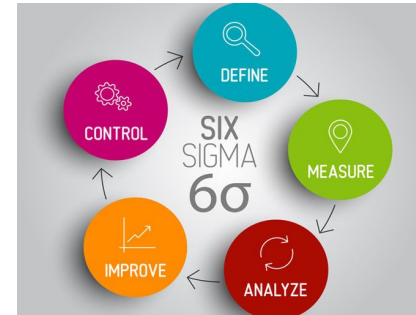 DEFINE
MEASURE
ANALYZE
IMPROVE
CONTROL
SIX
SIGMA
6σ